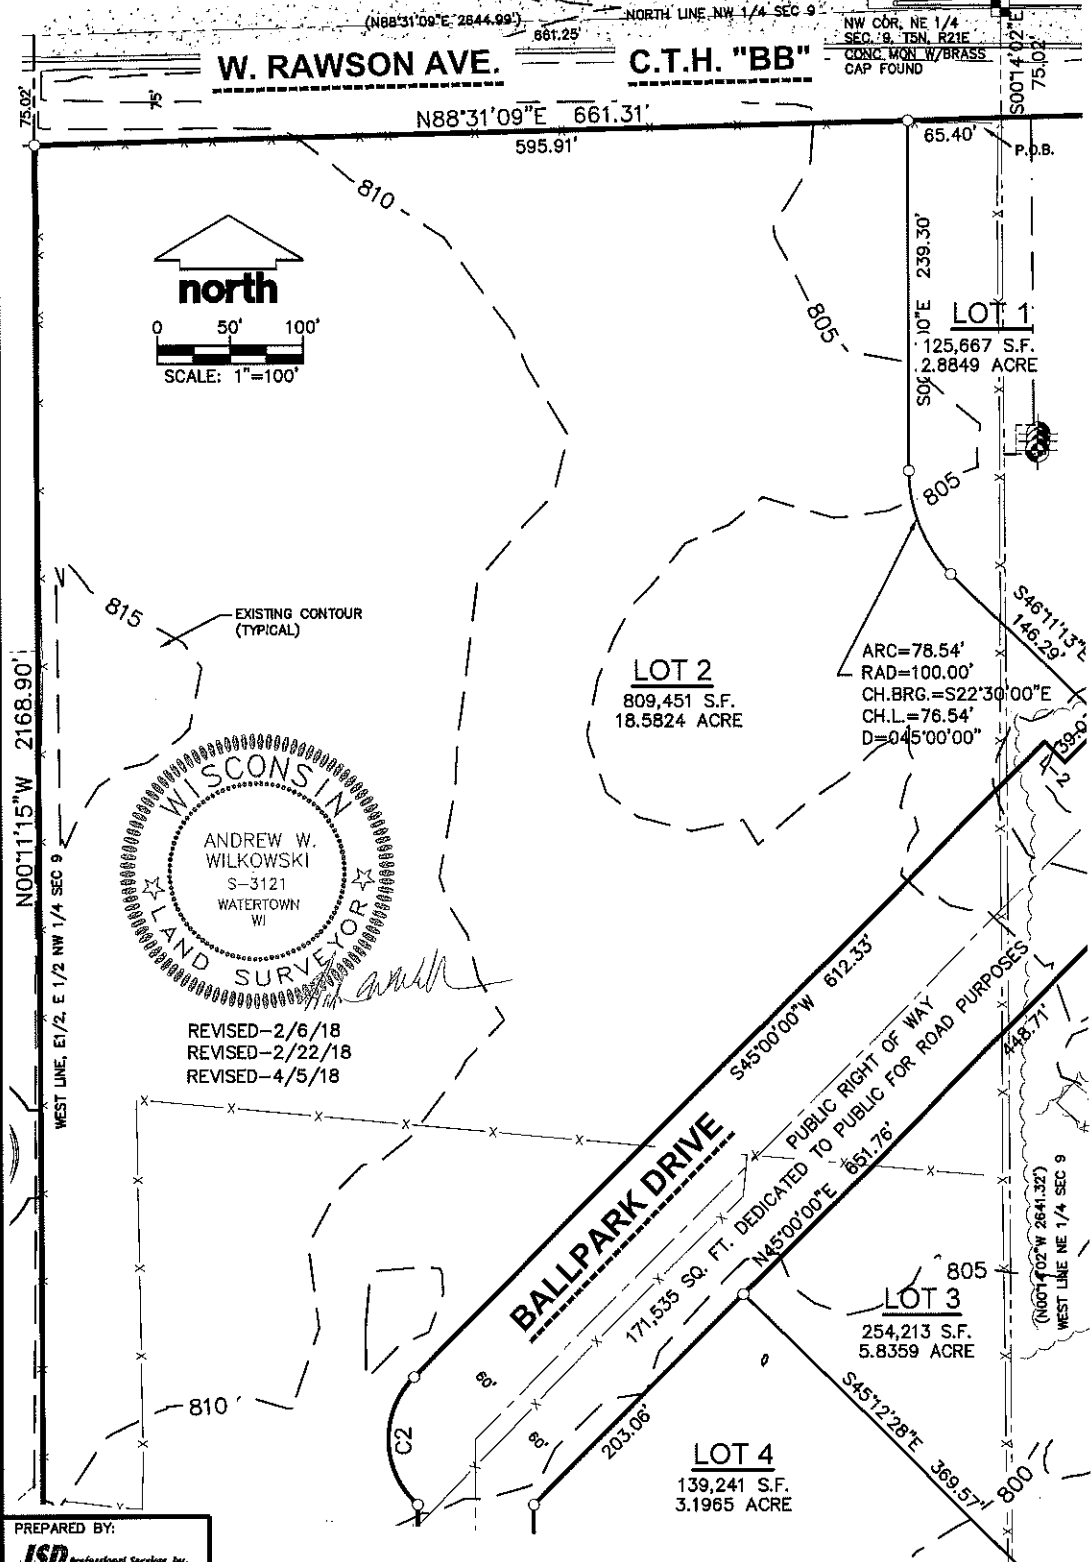 (N88°31'09"E 2644.99')
NORTH LINE NW 1/4 SEC 9
661.25'
NW COR, NE 1/4
SEC. 9, T5N, R21E
CONC MON W/BRASS
CAP FOUND
S00°14'02"E
75.02'
W. RAWSON AVE.
C.T.H. "BB"
75.02'
75'
N88°31'09"E 661.31'
595.91'
65.40'
P.O.B.
810
north
0 50' 100'
SCALE: 1"=100'
805
239.30'
LOT 1
125,667 S.F.
2.8849 ACRE
805
815
EXISTING CONTOUR
(TYPICAL)
S46°11'13"E
146.29'
ARC=78.54'
RAD=100.00'
CH.BRG.=S22°30'00"E
CH.L.=76.54'
D=045°00'00"
LOT 2
809,451 S.F.
18.5824 ACRE
N00°11'15"W 2168.90'
WEST LINE, E1/2, E 1/2 NW 1/4 SEC 9
WISCONSIN
ANDREW W.
WILKOWSKI
S-3121
WATERTOWN
WI
LAND SURVEYOR
REVISED-2/6/18
REVISED-2/22/18
REVISED-4/5/18
S45°00'00"W 612.33'
PUBLIC RIGHT OF WAY
171,535 SQ. FT. DEDICATED TO PUBLIC FOR ROAD PURPOSES
448.71'
BALLPARK DRIVE
N45°00'00"E 651.76'
(N00°14'02"W 2641.32')
WEST LINE NE 1/4 SEC 9
805
LOT 3
254,213 S.F.
5.8359 ACRE
60'
60'
203.06'
S45°12'28"E 369.57'
800
810
C2
LOT 4
139,241 S.F.
3.1965 ACRE
PREPARED BY:
JSD Professional Services, Inc.